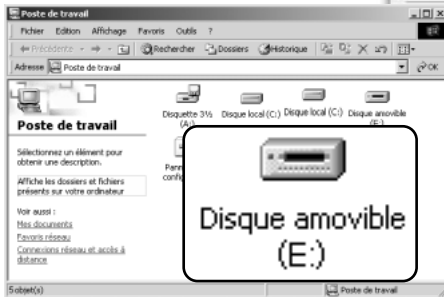 Poste de travail
Fichier Edition Affichage Favoris Outils ?
Précédente Rechercher Dossiers Historique
Adresse Poste de travail OK
Poste de travail
Sélectionnez un élément pour
obtenir une description.
Affiche les dossiers et fichiers
présents sur votre ordinateur
Voir aussi :
Mes documents
Favoris réseau
Connexions réseau et accès à
distance
Disquette 3½
(A:)
Disque local (C:)
Disque local (C:)
Disque amovible
(E:)
Disque amovible
(E:)
5 objet(s)
Poste de travail